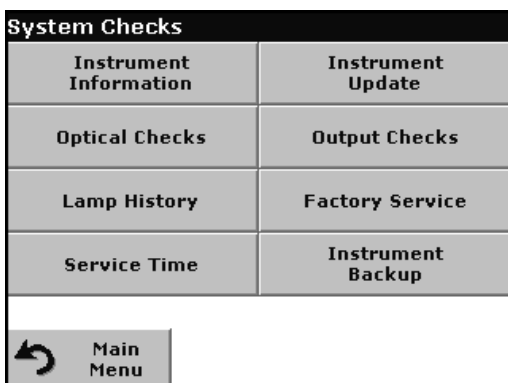 System Checks
Instrument
Information
Instrument
Update
Optical Checks
Output Checks
Lamp History
Factory Service
Service Time
Instrument
Backup
Main
Menu